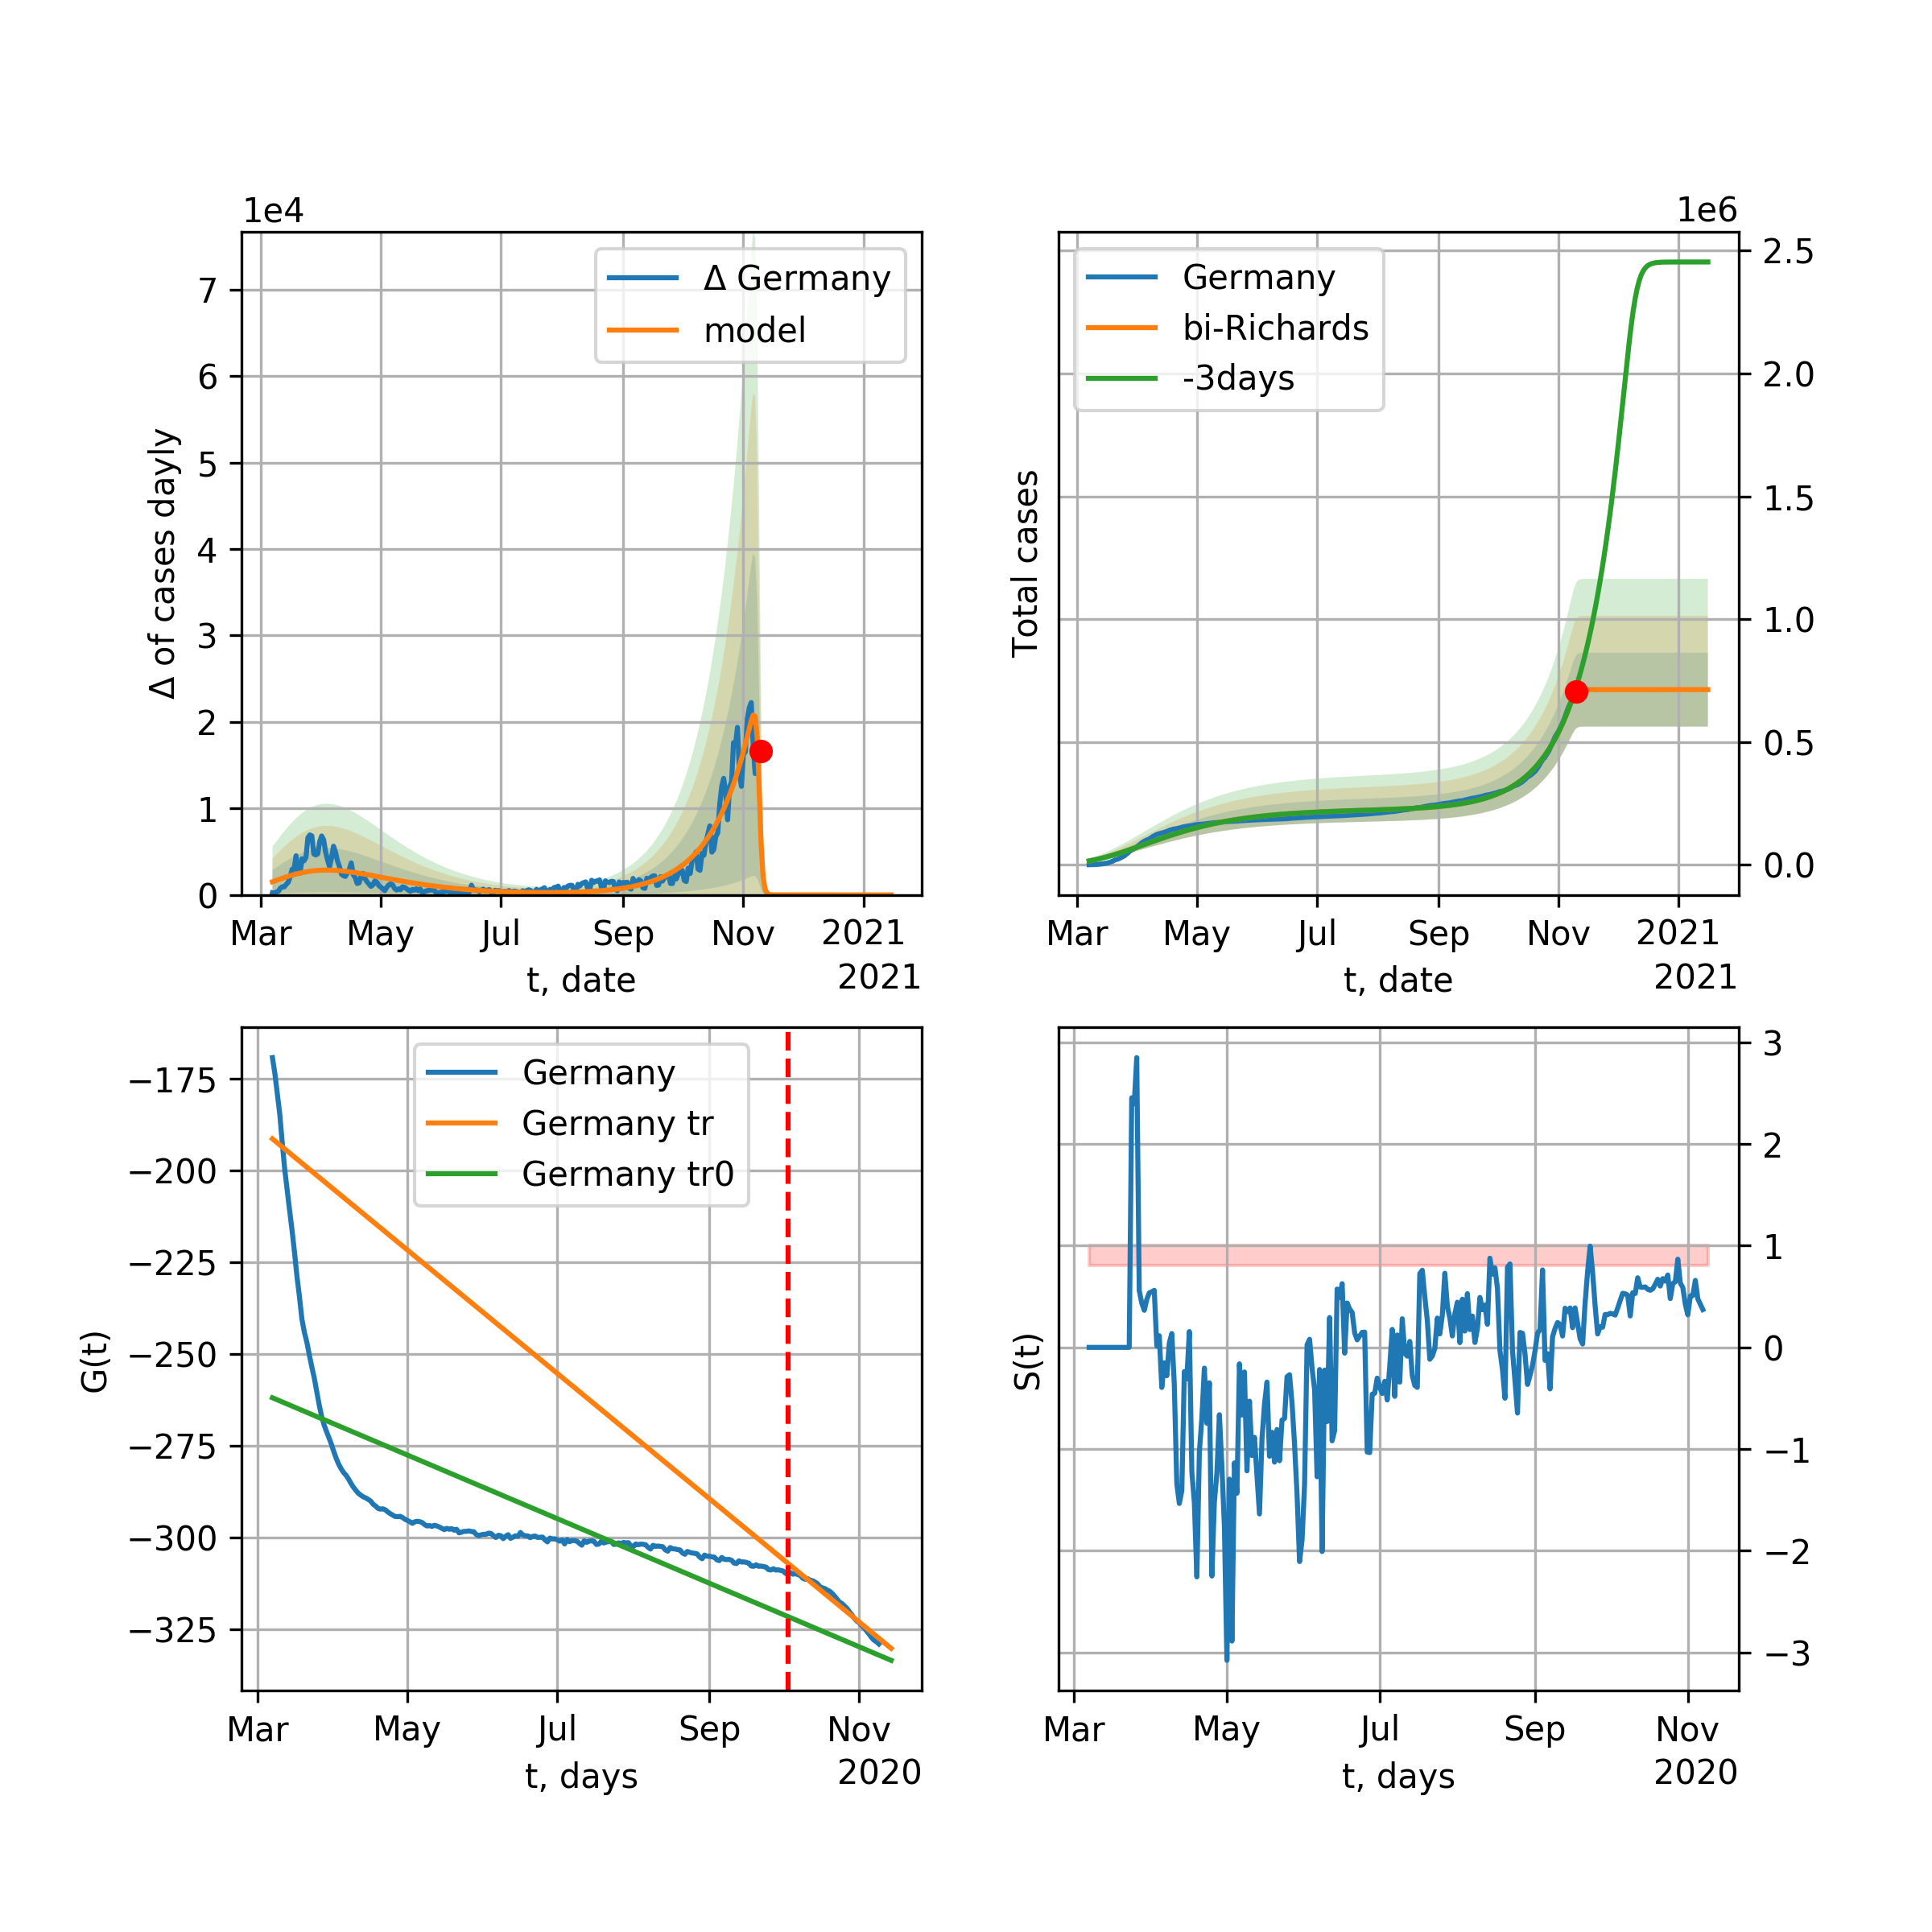 1e4
Δ Germany
model
7
6
5
4
3
2
1
0
Δ of cases dayly
Mar May Jul Sep Nov 2021
t, date 2021
1e6
Germany
bi-Richards
-3days
2.5
2.0
1.5
1.0
0.5
0.0
Total cases
Mar May Jul Sep Nov 2021
t, date 2021
Germany
Germany tr
Germany tr0
−175
−200
−225
−250
−275
−300
−325
G(t)
Mar May Jul Sep Nov
t, days 2020
3
2
1
0
−1
−2
−3
S(t)
Mar May Jul Sep Nov
t, days 2020